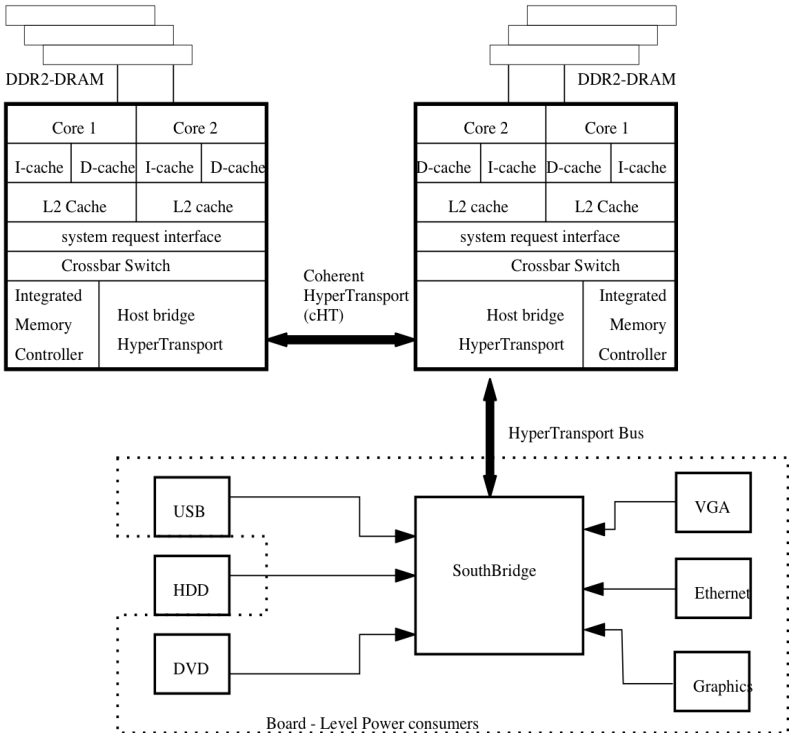 DDR2-DRAM
DDR2-DRAM
Core 1
Core 2
I-cache
D-cache
I-cache
D-cache
L2 Cache
L2 cache
system request interface
Crossbar Switch
Integrated
Memory
Controller
Host bridge
HyperTransport
Coherent
HyperTransport
(cHT)
Core 2
Core 1
D-cache
I-cache
D-cache
I-cache
L2 cache
L2 Cache
system request interface
Crossbar Switch
Host bridge
HyperTransport
Integrated
Memory
Controller
HyperTransport Bus
USB
HDD
DVD
SouthBridge
VGA
Ethernet
Graphics
Board - Level Power consumers